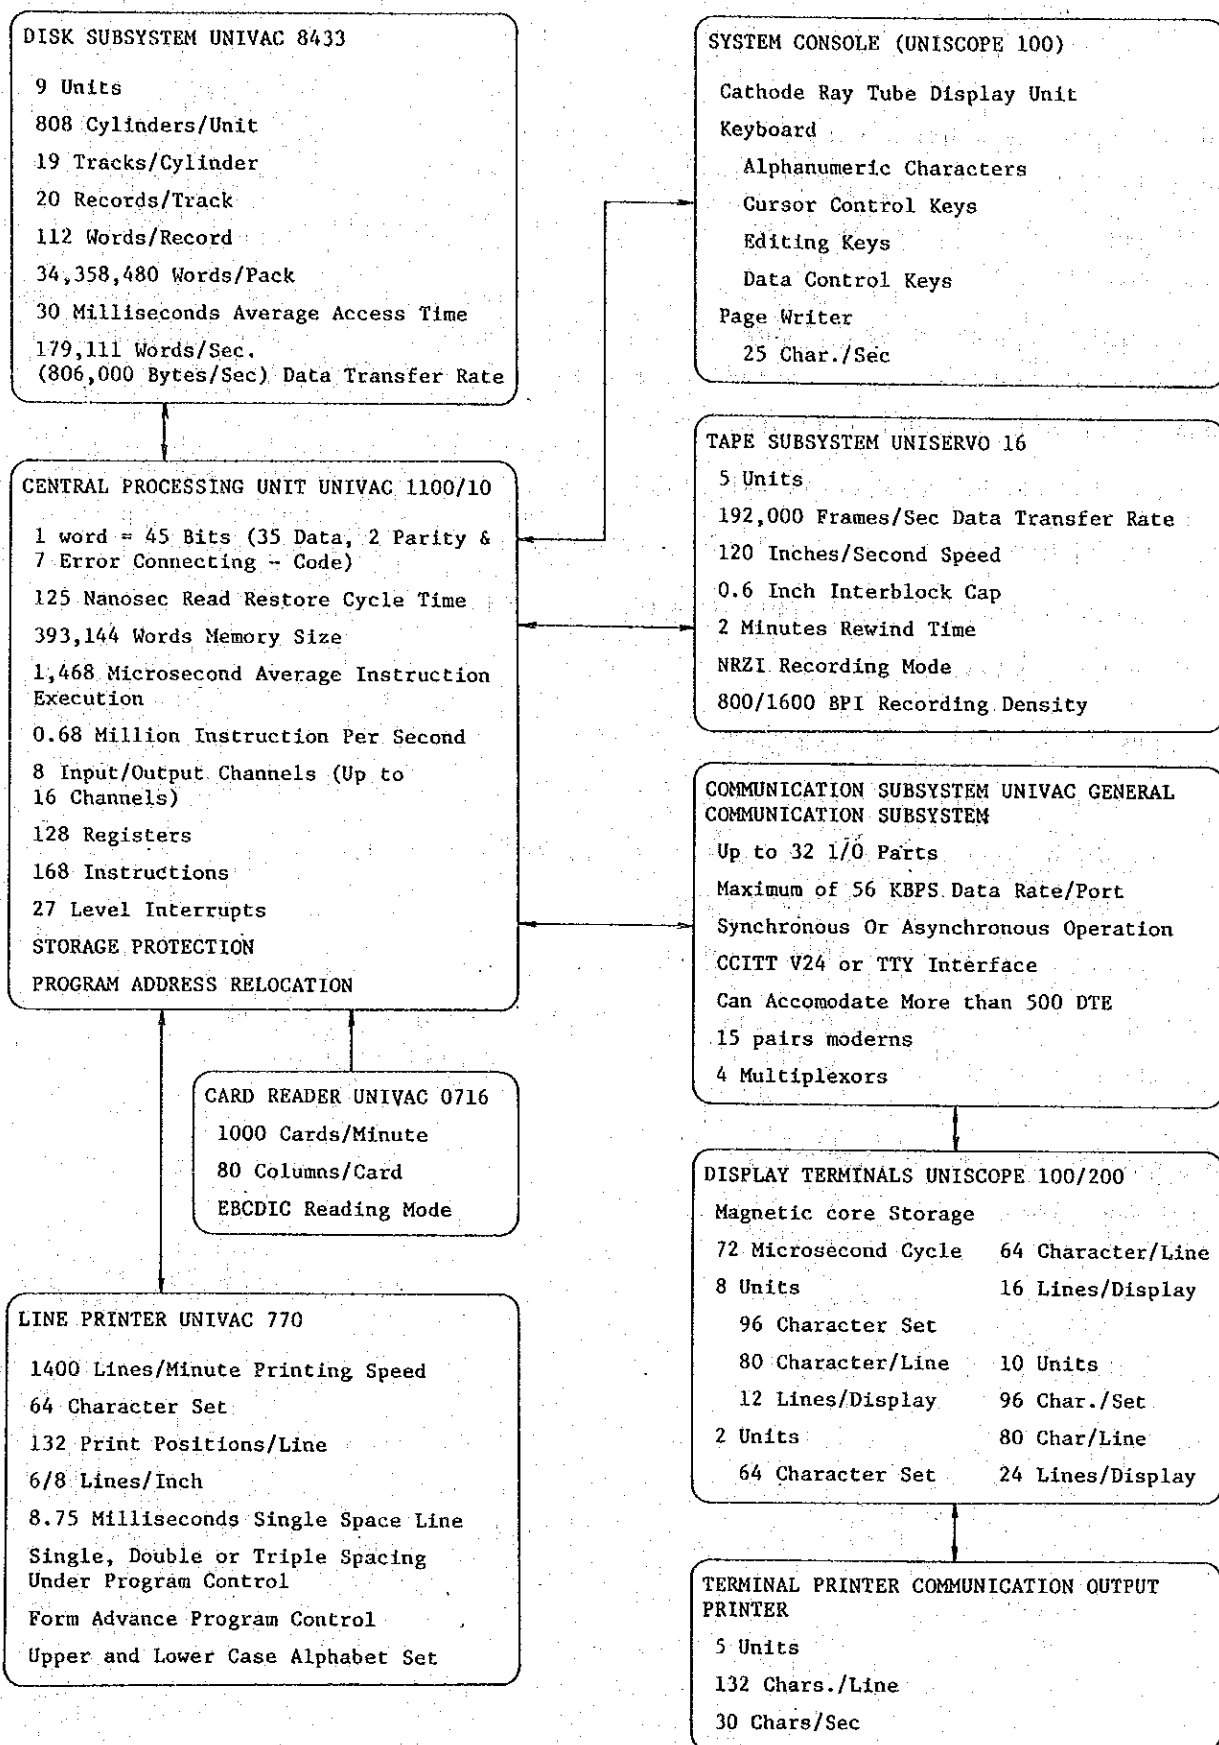 DISK SUBSYSTEM UNIVAC 8433
9 Units
808 Cylinders/Unit
19 Tracks/Cylinder
20 Records/Track
112 Words/Record
34,358,480 Words/Pack
30 Milliseconds Average Access Time
179,111 Words/Sec.
(806,000 Bytes/Sec) Data Transfer Rate
CENTRAL PROCESSING UNIT UNIVAC 1100/10
1 word = 45 Bits (35 Data, 2 Parity &
7 Error Connecting - Code)
125 Nanosec Read Restore Cycle Time
393,144 Words Memory Size
1,468 Microsecond Average Instruction
Execution
0.68 Million Instruction Per Second
8 Input/Output Channels (Up to
16 Channels)
128 Registers
168 Instructions
27 Level Interrupts
STORAGE PROTECTION
PROGRAM ADDRESS RELOCATION
CARD READER UNIVAC 0716
1000 Cards/Minute
80 Columns/Card
EBCDIC Reading Mode
LINE PRINTER UNIVAC 770
1400 Lines/Minute Printing Speed
64 Character Set
132 Print Positions/Line
6/8 Lines/Inch
8.75 Milliseconds Single Space Line
Single, Double or Triple Spacing
Under Program Control
Form Advance Program Control
Upper and Lower Case Alphabet Set
SYSTEM CONSOLE (UNISCOPE 100)
Cathode Ray Tube Display Unit
Keyboard
Alphanumeric Characters
Cursor Control Keys
Editing Keys
Data Control Keys
Page Writer
25 Char./Sec
TAPE SUBSYSTEM UNISERVO 16
5 Units
192,000 Frames/Sec Data Transfer Rate
120 Inches/Second Speed
0.6 Inch Interblock Cap
2 Minutes Rewind Time
NRZI Recording Mode
800/1600 BPI Recording Density
COMMUNICATION SUBSYSTEM UNIVAC GENERAL
COMMUNICATION SUBSYSTEM
Up to 32 1/O Parts
Maximum of 56 KBPS Data Rate/Port
Synchronous Or Asynchronous Operation
CCITT V24 or TTY Interface
Can Accomodate More than 500 DTE
15 pairs moderns
4 Multiplexors
DISPLAY TERMINALS UNISCOPE 100/200
Magnetic core Storage
72 Microsecond Cycle
8 Units
96 Character Set
80 Character/Line
12 Lines/Display
2 Units
64 Character Set
64 Character/Line
16 Lines/Display
10 Units
96 Char./Set
80 Char/Line
24 Lines/Display
TERMINAL PRINTER COMMUNICATION OUTPUT
PRINTER
5 Units
132 Chars./Line
30 Chars/Sec